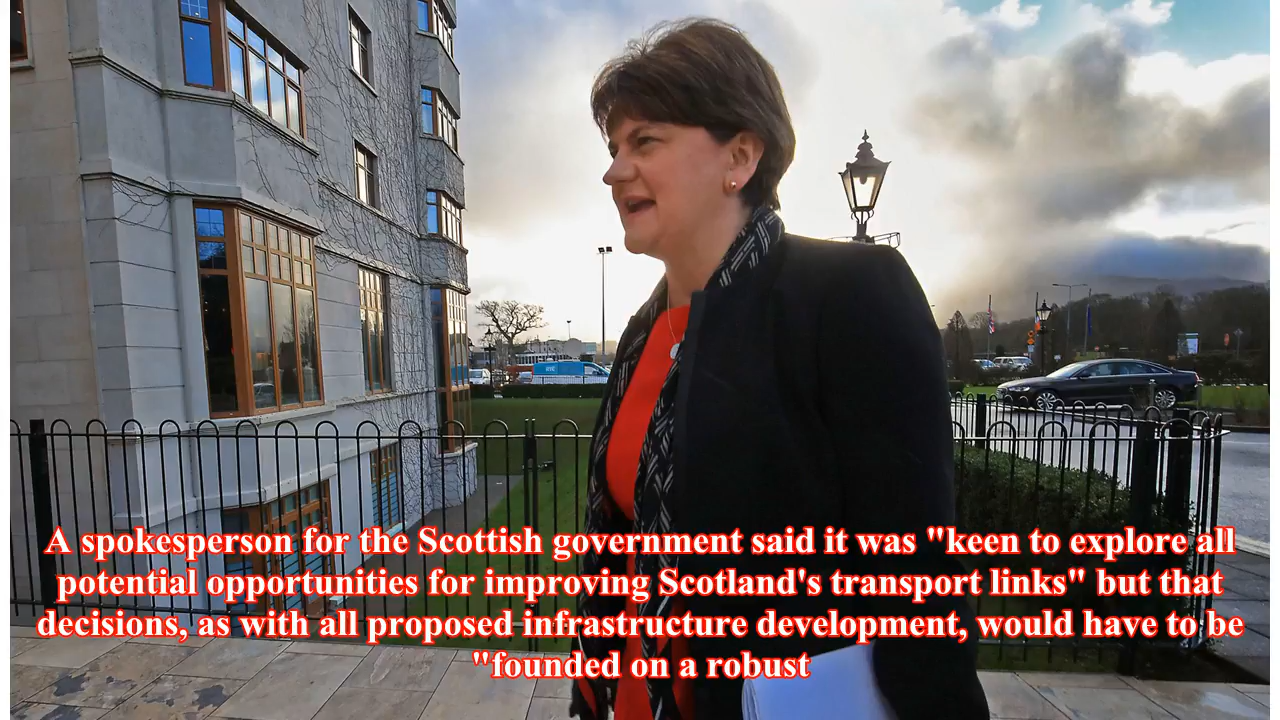 A spokesperson for the Scottish government said it was "keen to explore all
potential opportunities for improving Scotland's transport links" but that
decisions, as with all proposed infrastructure development, would have to be
"founded on a robust